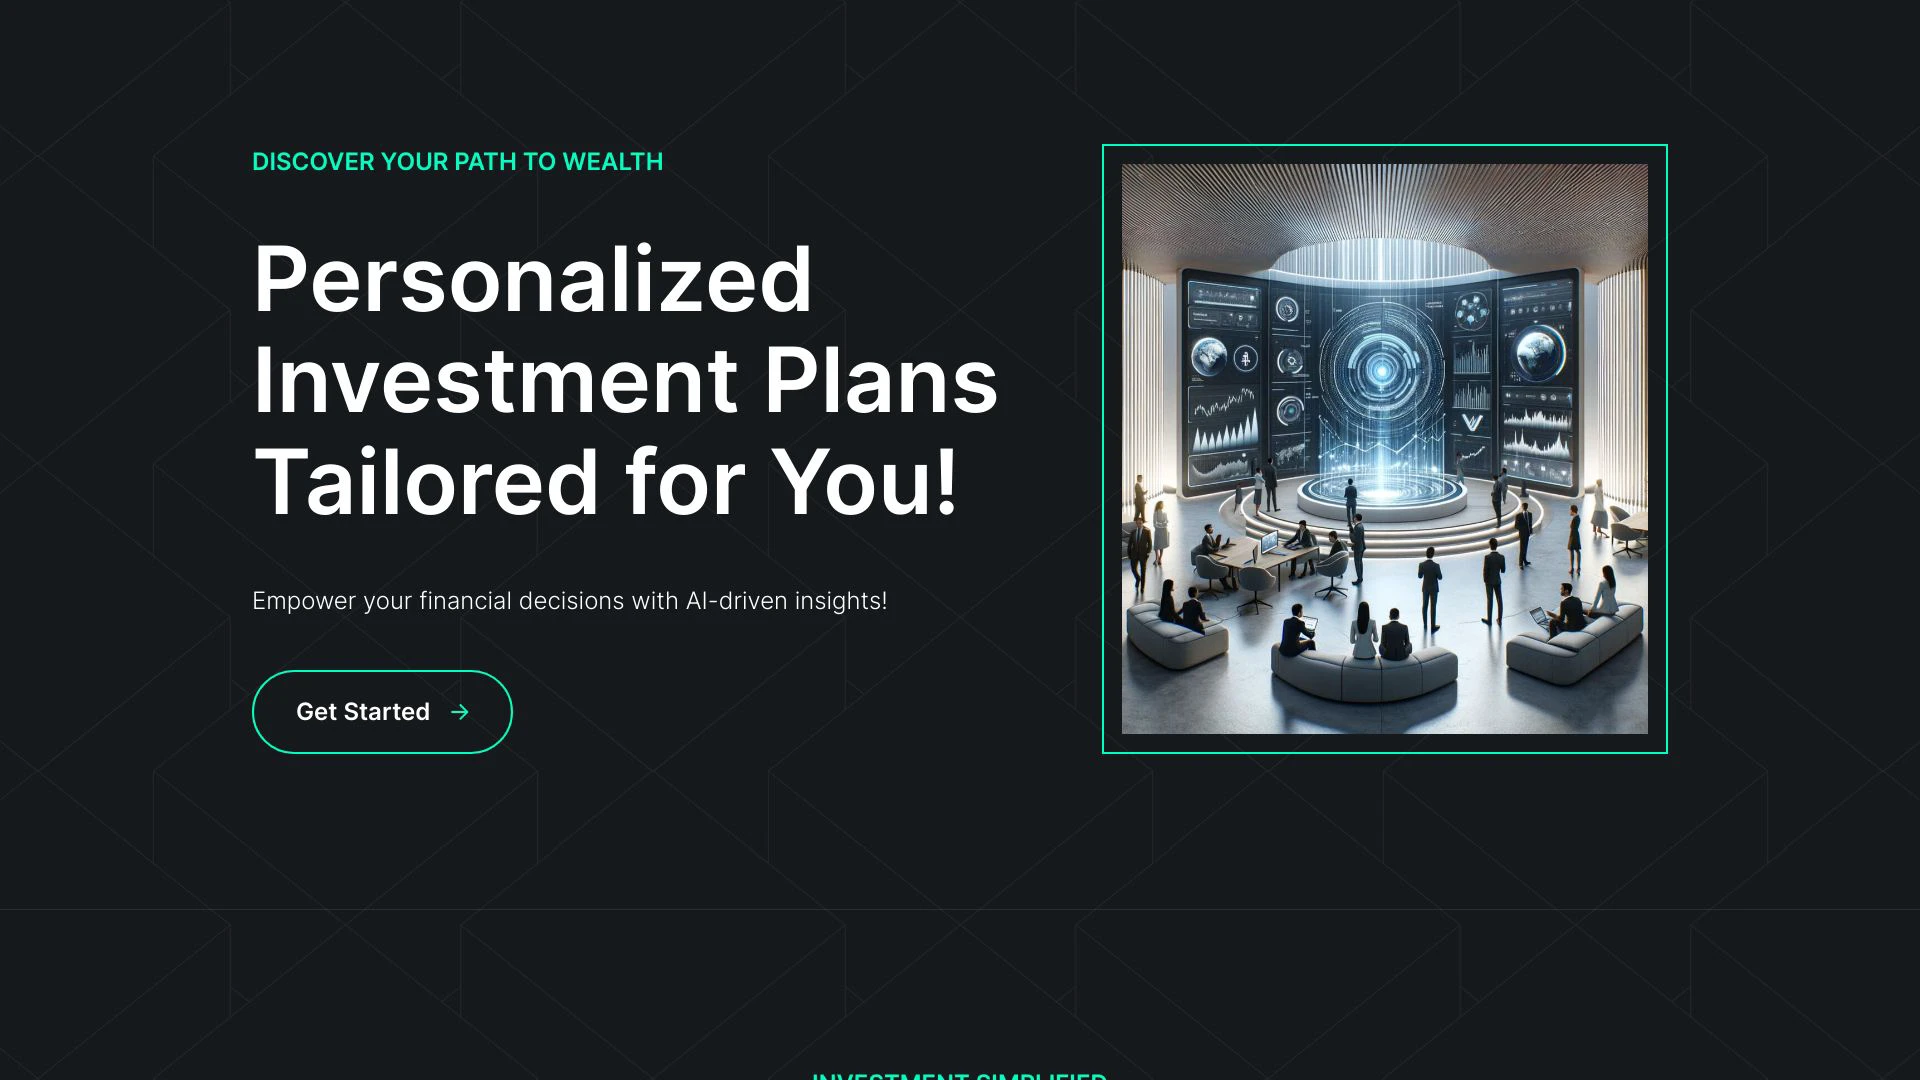 DISCOVER YOUR PATH TO WEALTH
Personalized
Investment Plans
Tailored for You!
Empower your financial decisions with AI-driven insights!
Get Started
INVESTMENT SIMPLIFIED